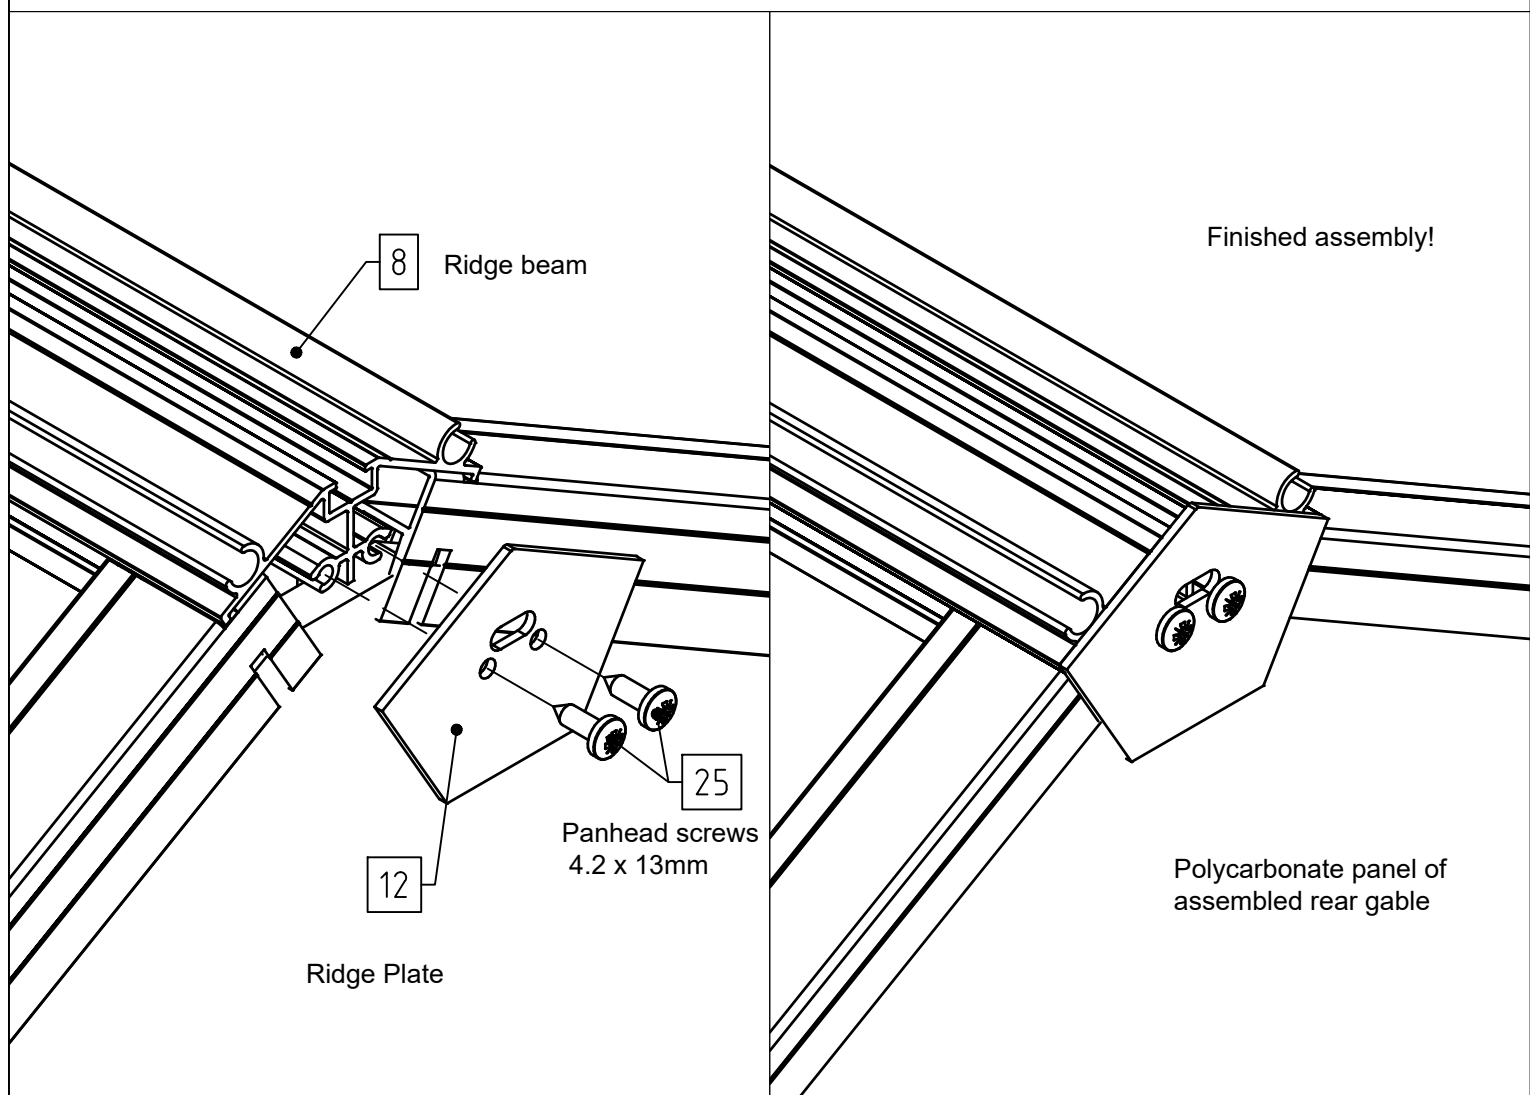 8 Ridge beam
25
Panhead screws
4.2 x 13mm
12
Ridge Plate
Finished assembly!
Polycarbonate panel of
assembled rear gable